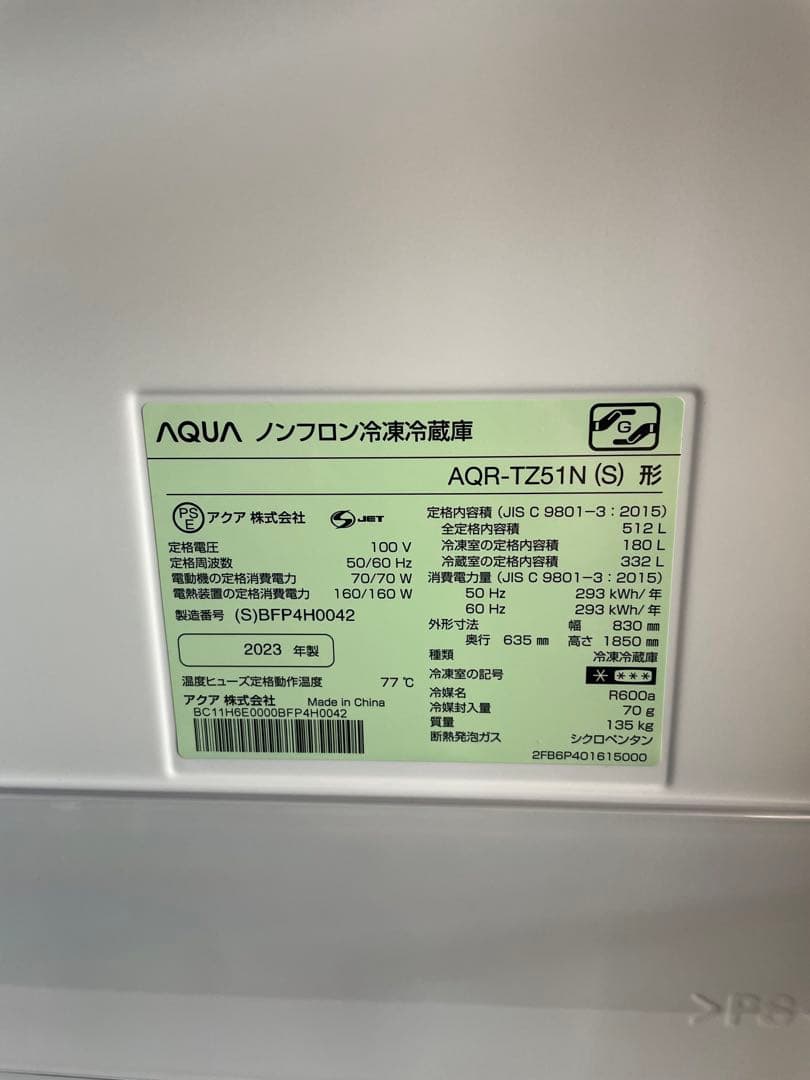 AQUA ノンフロン冷凍冷蔵庫
G
AQR-TZ51N (S) 形
PS
E
アクア 株式会社
S JET
定格電圧 100 V
定格周波数 50/60 Hz
電動機の定格消費電力 70/70 W
電熱装置の定格消費電力 160/160 W
製造番号 (S)BFP4H0042
2023 年製
温度ヒューズ定格動作温度 77 ℃
アクア 株式会社 Made in China
BC11H6E0000BFP4H0042
定格内容積 (JIS C 9801-3:2015)
全定格内容積 512 L
冷凍室の定格内容積 180 L
冷蔵室の定格内容積 332 L
消費電力量 (JIS C 9801-3:2015)
50 Hz 293 kWh/年
60 Hz 293 kWh/年
外形寸法 幅 830 ㎜
奥行 635 ㎜ 高さ 1850 ㎜
種類 冷凍冷蔵庫
冷凍室の記号 * ***
冷媒名 R600a
冷媒封入量 70 g
質量 135 kg
断熱発泡ガス シクロペンタン
2FB6P401615000